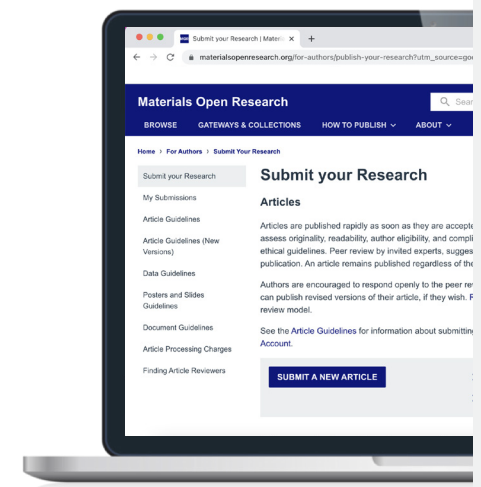 Submit your Research | Materi
materialsopenresearch.org/for-authors/publish-your-research?utm_source=goo
Materials Open Research
Sear
BROWSE GATEWAYS & COLLECTIONS HOW TO PUBLISH ABOUT
Home > For Authors > Submit Your Research
Submit your Research
My Submissions
Article Guidelines
Article Guidelines (New
Versions)
Data Guidelines
Posters and Slides
Guidelines
Document Guidelines
Article Processing Charges
Finding Article Reviewers
Submit your Research
Articles
Articles are published rapidly as soon as they are accepte
assess originality, readability, author eligibility, and compli
ethical guidelines. Peer review by invited experts, sugges
publication. An article remains published regardless of the
Authors are encouraged to respond openly to the peer re
can publish revised versions of their article, if they wish.
review model.
See the Article Guidelines for information about submitting
Account.
SUBMIT A NEW ARTICLE